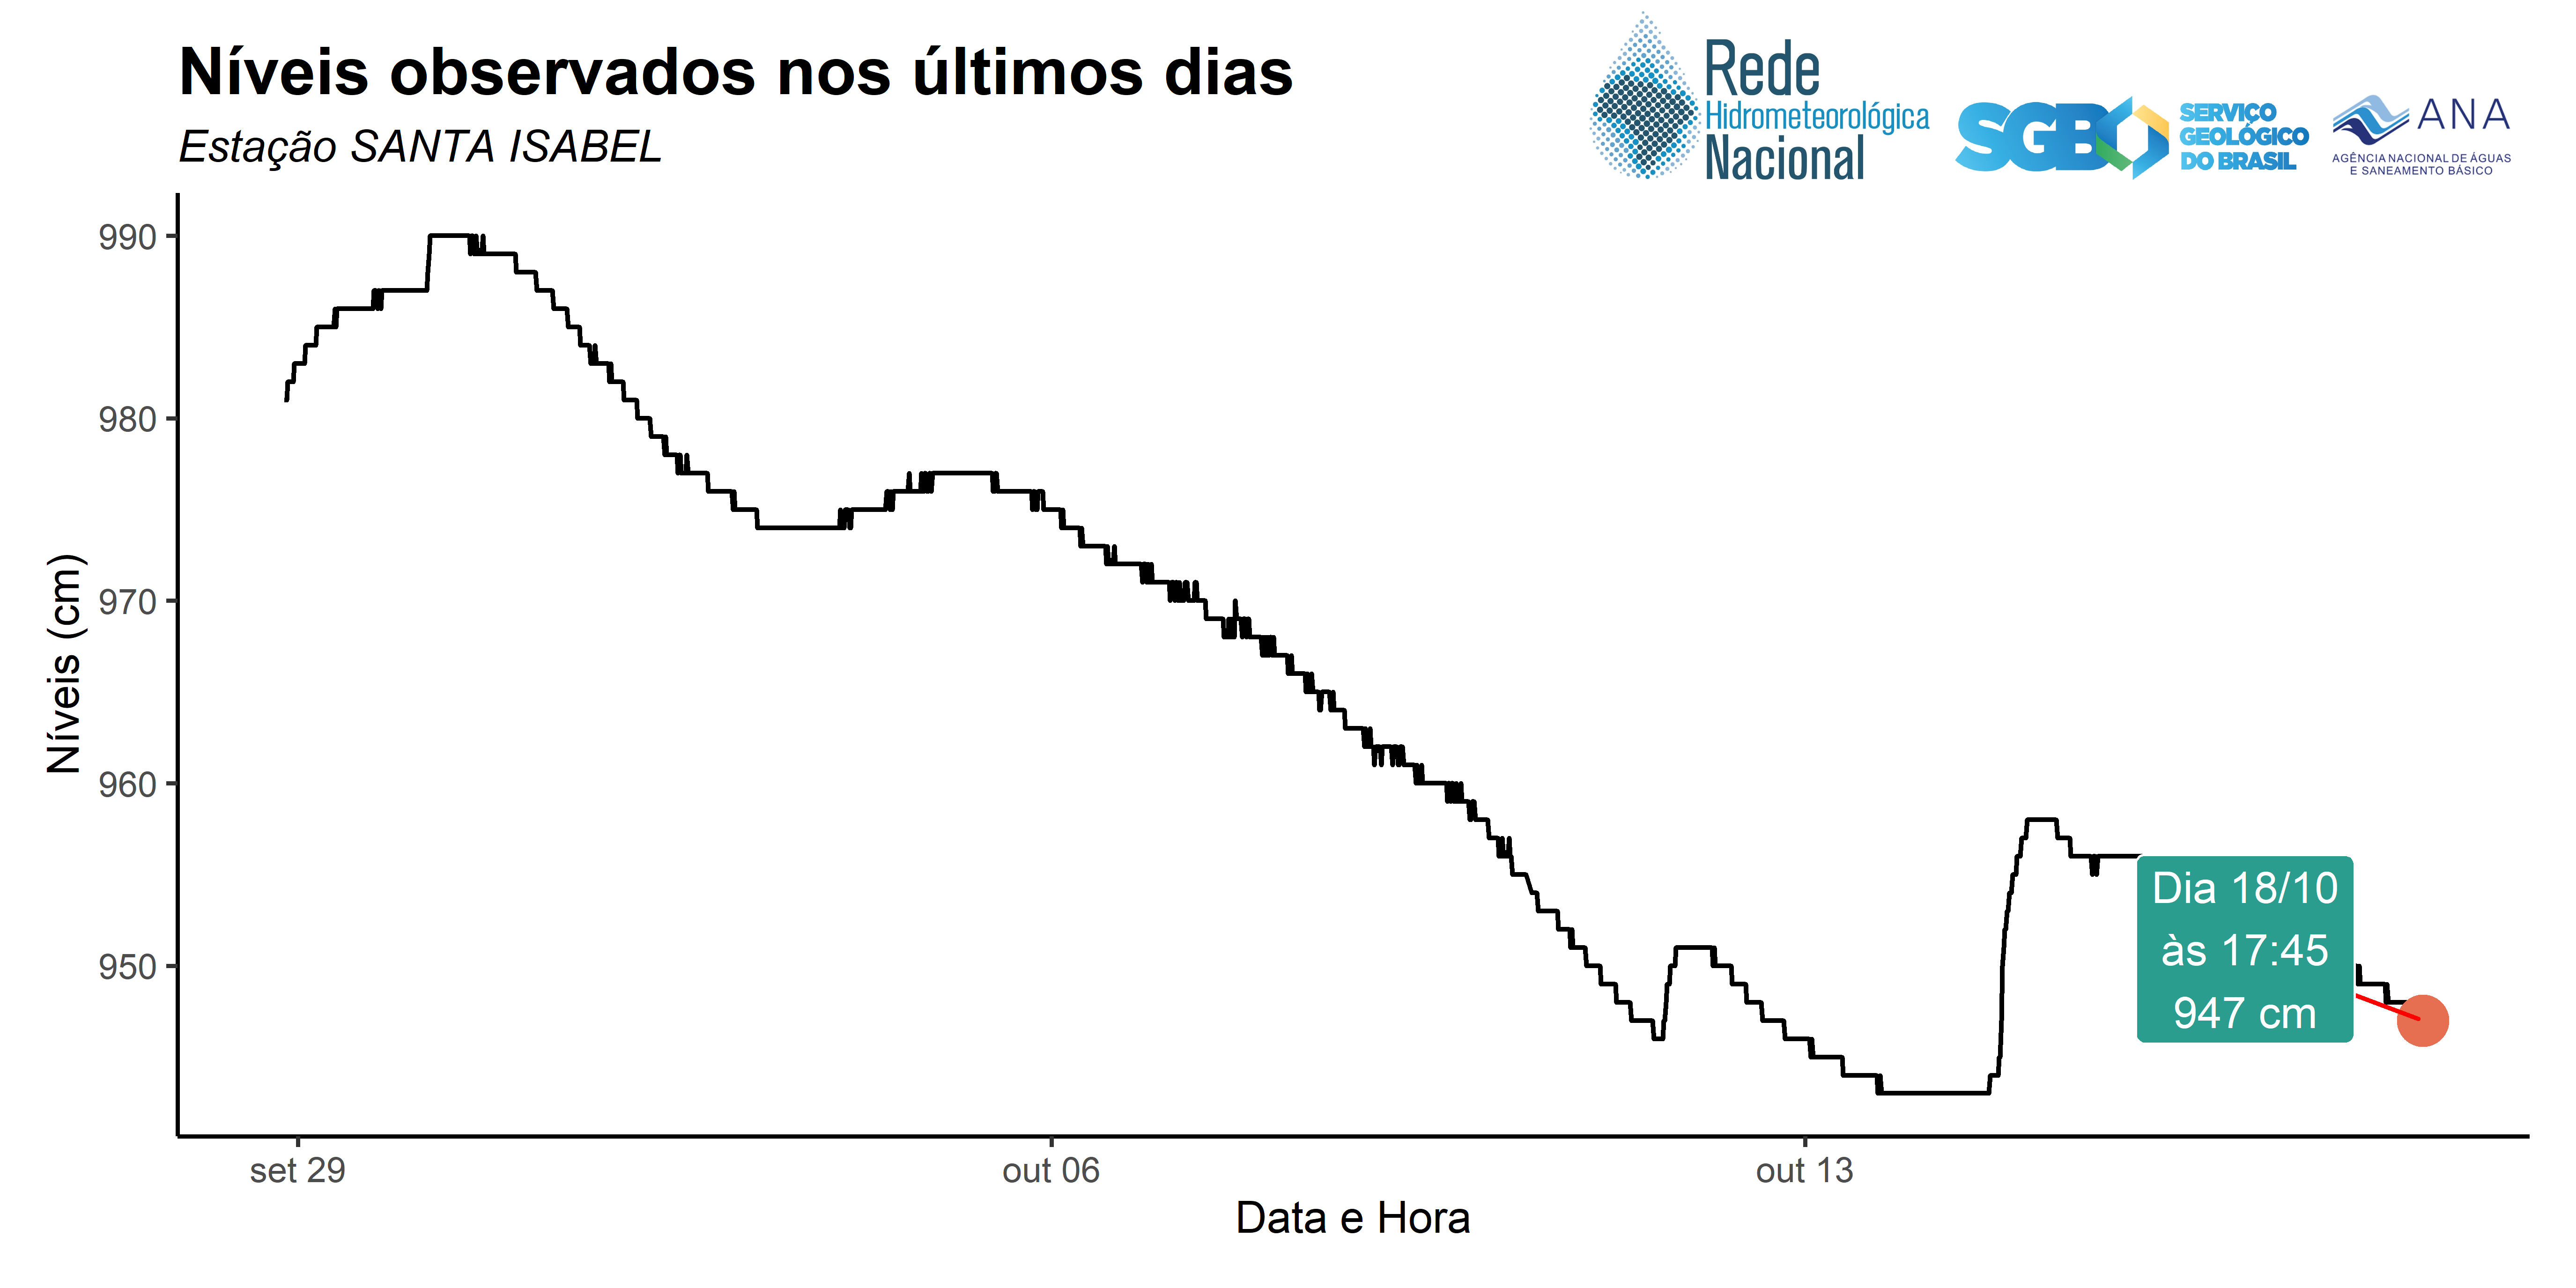 Níveis observados nos últimos dias
Estação SANTA ISABEL
Rede
Hidrometeorológica
Nacional
SGB
SERVIÇO
GEOLÓGICO
DO BRASIL
ANA
AGÊNCIA NACIONAL DE ÁGUAS
E SANEAMENTO BÁSICO
Níveis (cm)
990
980
970
960
950
Dia 18/10
às 17:45
947 cm
set 29
out 06
out 13
Data e Hora